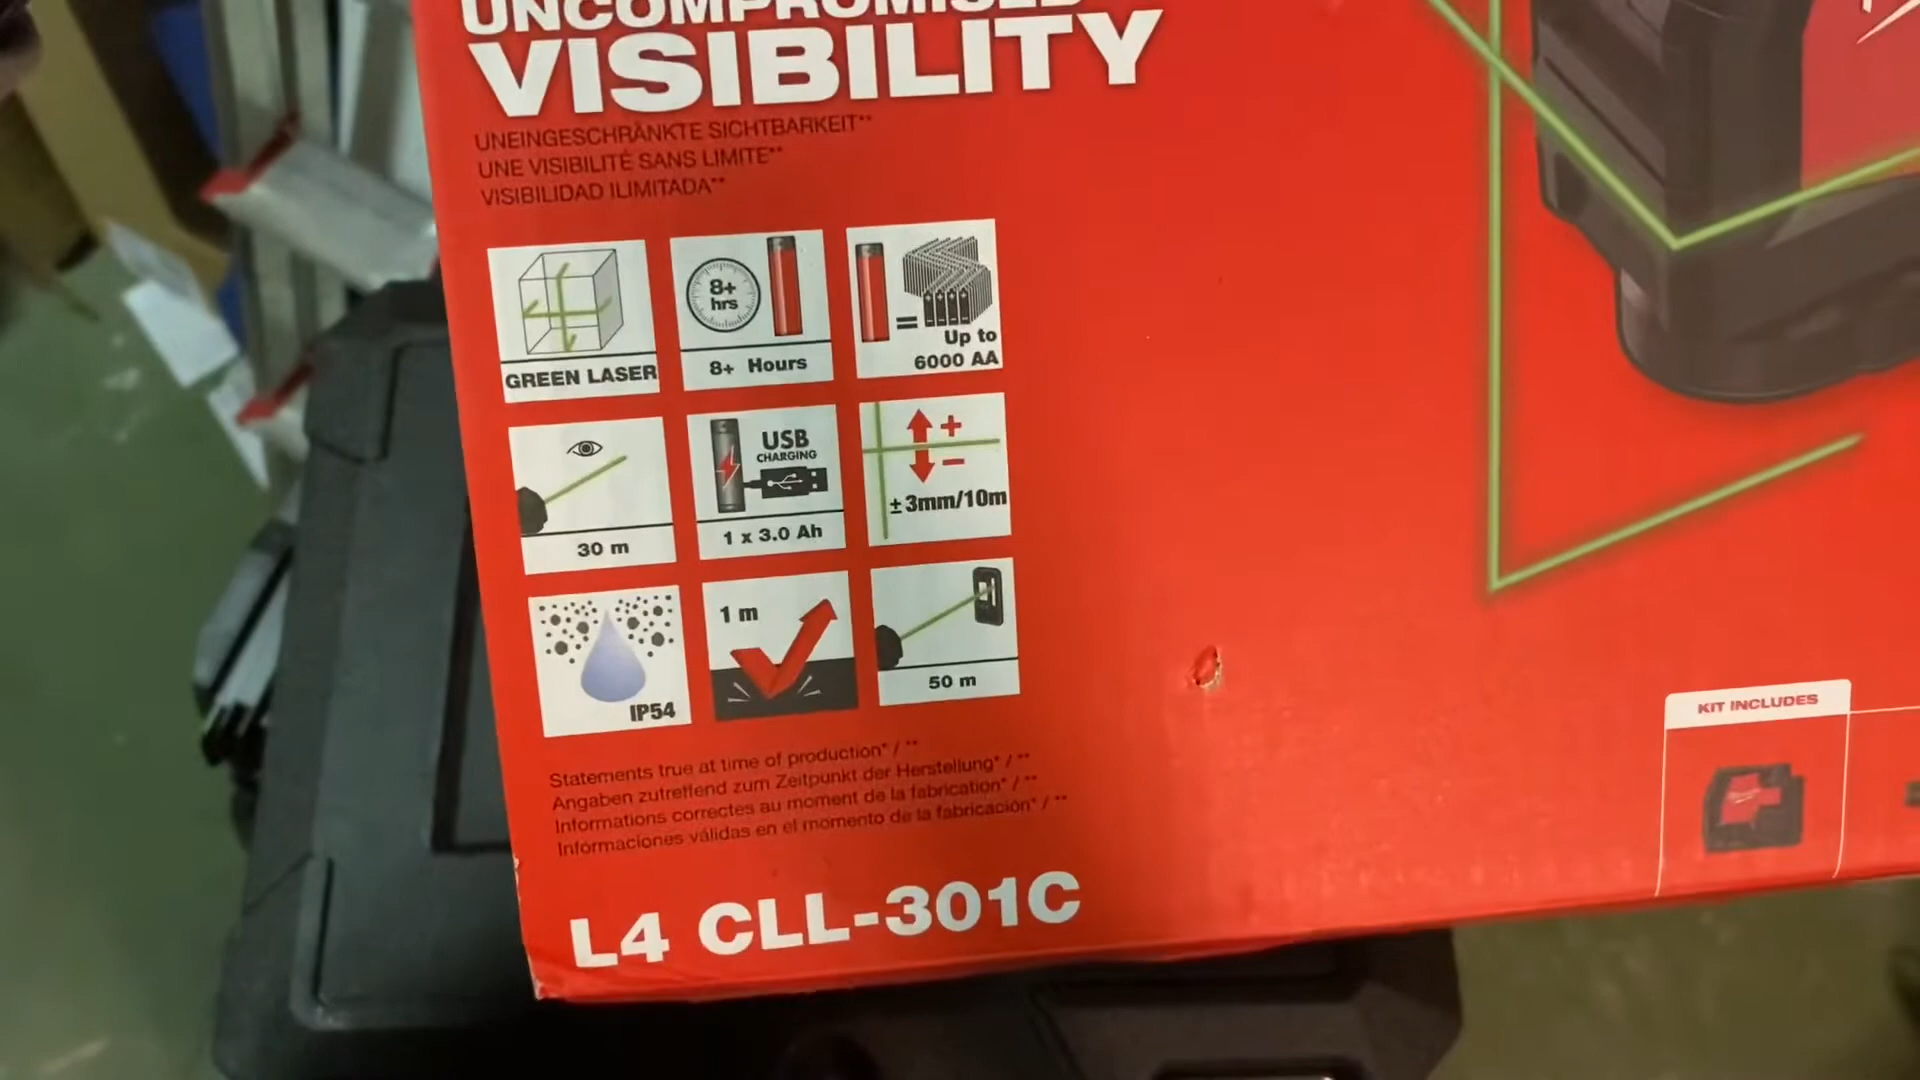 UNCOMPROMISED
VISIBILITY
UNEINGESCHRÄNKTE SICHTBARKEIT**
UNE VISIBILITÉ SANS LIMITE**
VISIBILIDAD ILIMITADA**
GREEN LASER
8+
hrs
8+ Hours
=
Up to
6000 AA
30 m
USB
CHARGING
1 x 3.0 Ah
+
−
±3mm/10m
IP54
1 m
50 m
Statements true at time of production* / **
Angaben zutreffend zum Zeitpunkt der Herstellung* / **
Informations correctes au moment de la fabrication* / **
Informaciones válidas en el momento de la fabricación* / **
KIT INCLUDES
L4 CLL-301C